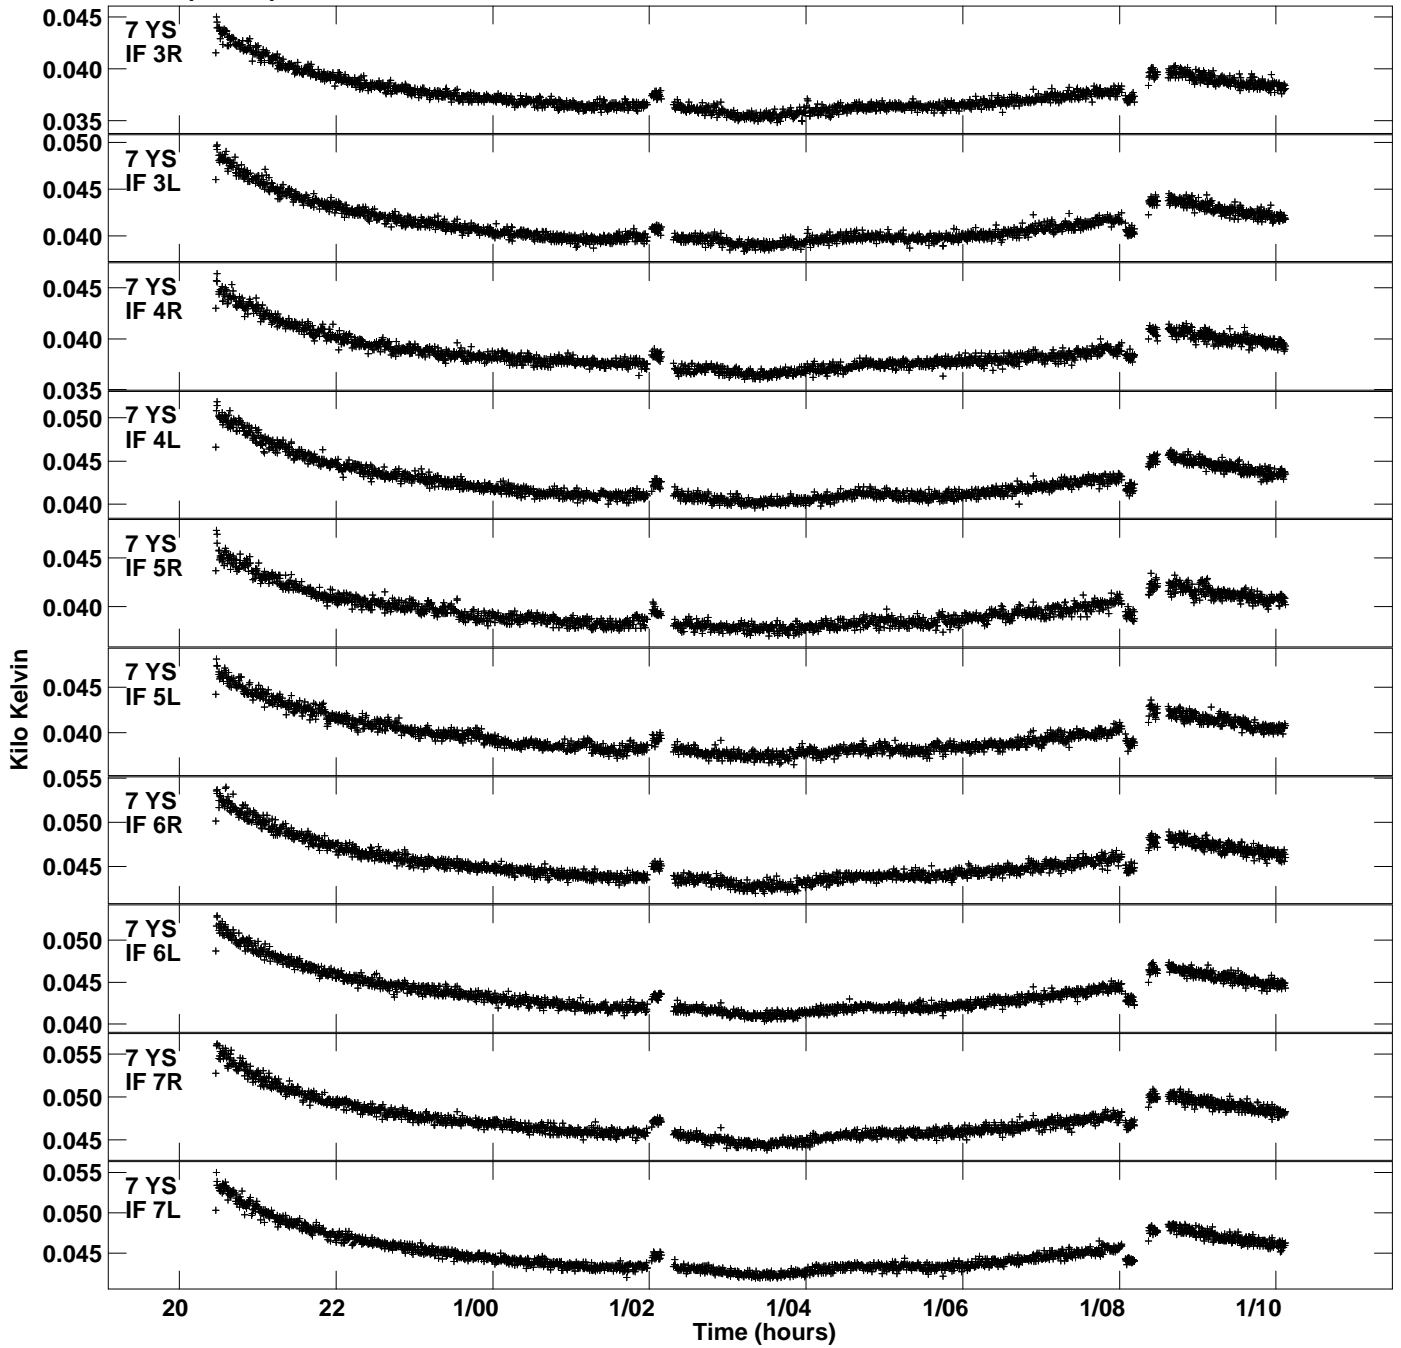 0.045
7 YS
IF 3R
0.040
0.035
0.050
7 YS
IF 3L
0.045
0.040
7 YS
0.045
IF 4R
0.040
0.035
7 YS
0.050
IF 4L
0.045
0.040
7 YS
0.045
IF 5R
0.040
7 YS
0.045
IF 5L
0.040
0.055
7 YS
0.050
IF 6R
0.045
7 YS
0.050
IF 6L
0.045
0.040
7 YS
0.055
IF 7R
0.050
0.045
0.055
7 YS
IF 7L
0.050
0.045
Kilo Kelvin
20 22 1/00 1/02 1/04 1/06 1/08 1/10
Time (hours)